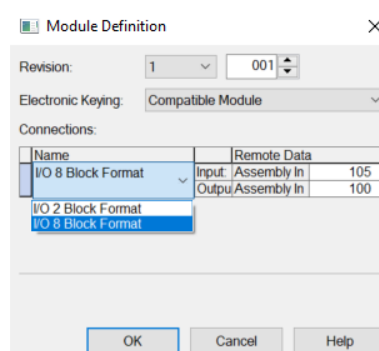 Module Definition
Revision: 1 001
Electronic Keying: Compatible Module
Connections:
Name Remote Data
I/O 8 Block Format Input: Assembly In 105
Outpu Assembly In 100
I/O 2 Block Format
I/O 8 Block Format
OK Cancel Help